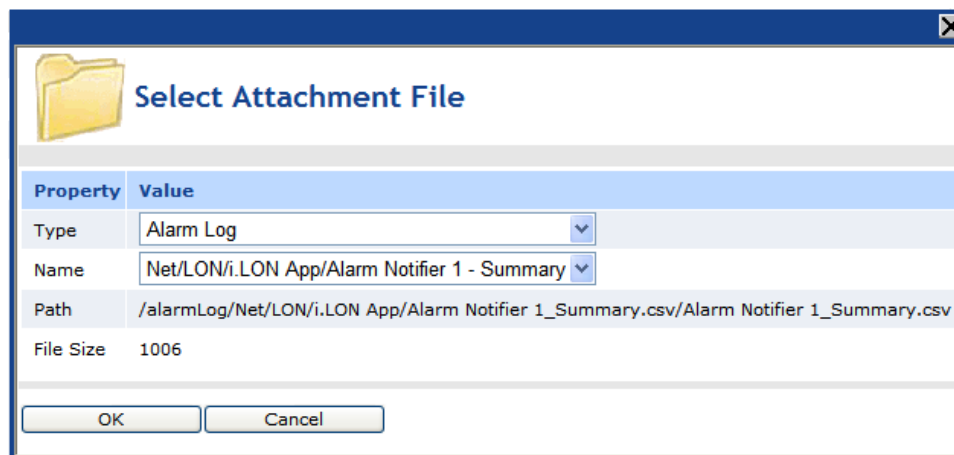 Select Attachment File
Property Value
Type Alarm Log
Name Net/LON/i.LON App/Alarm Notifier 1 - Summary
Path /alarmLog/Net/LON/i.LON App/Alarm Notifier 1_Summary.csv/Alarm Notifier 1_Summary.csv
File Size 1006
OK Cancel